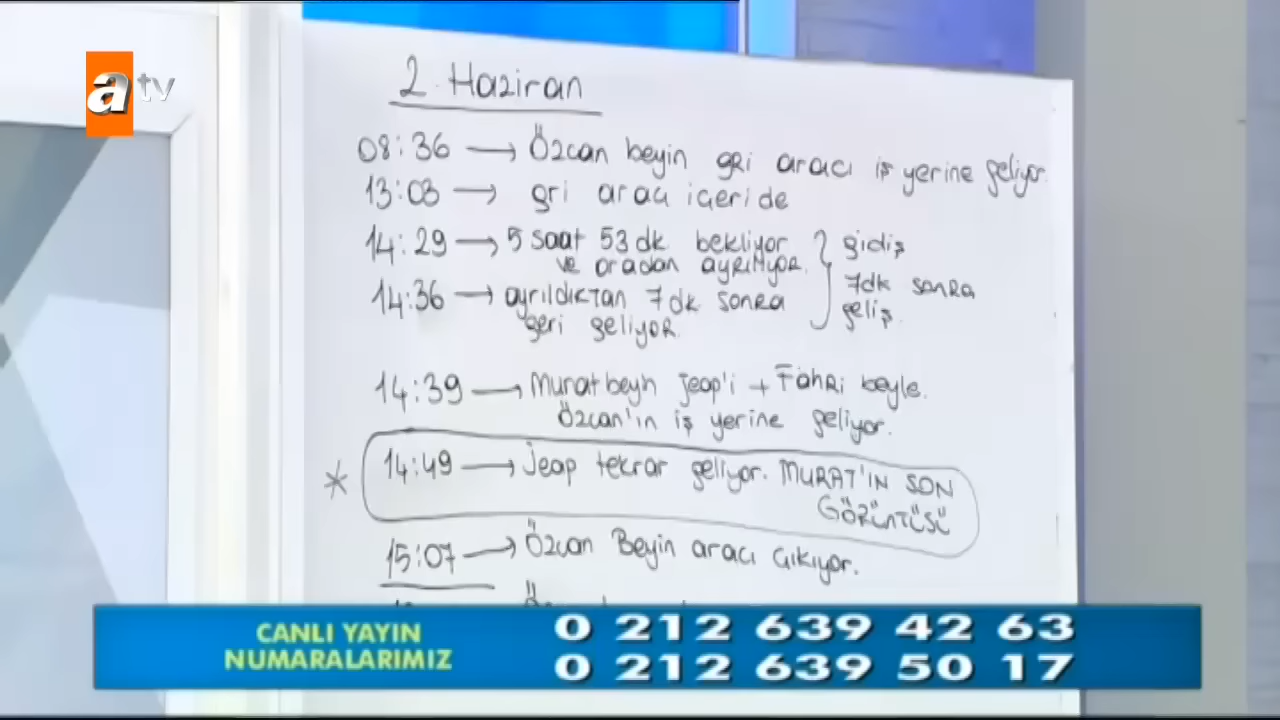 atv
2. Haziran
08:36 → Özcan beyin gri aracı iş yerine geliyor.
13:03 → gri aracı içeride
14:29 → 5 saat 53 dk bekliyor
ve oradan ayrılıyor.
gidiş
14:36 → ayrıldıktan 7 dk sonra
geri geliyor.
7dk sonra
geliş.
14:39 → Murat beyin Jeap'i + Fahri beyle.
Özcan'ın iş yerine geliyor.
* 14:49 → Jeap tekrar geliyor. MURAT'IN SON
GÖRÜNTÜSÜ
15:07 → Özcan Beyin aracı çıkıyor.
CANLI YAYIN
NUMARALARIMIZ
0 212 639 42 63
0 212 639 50 17